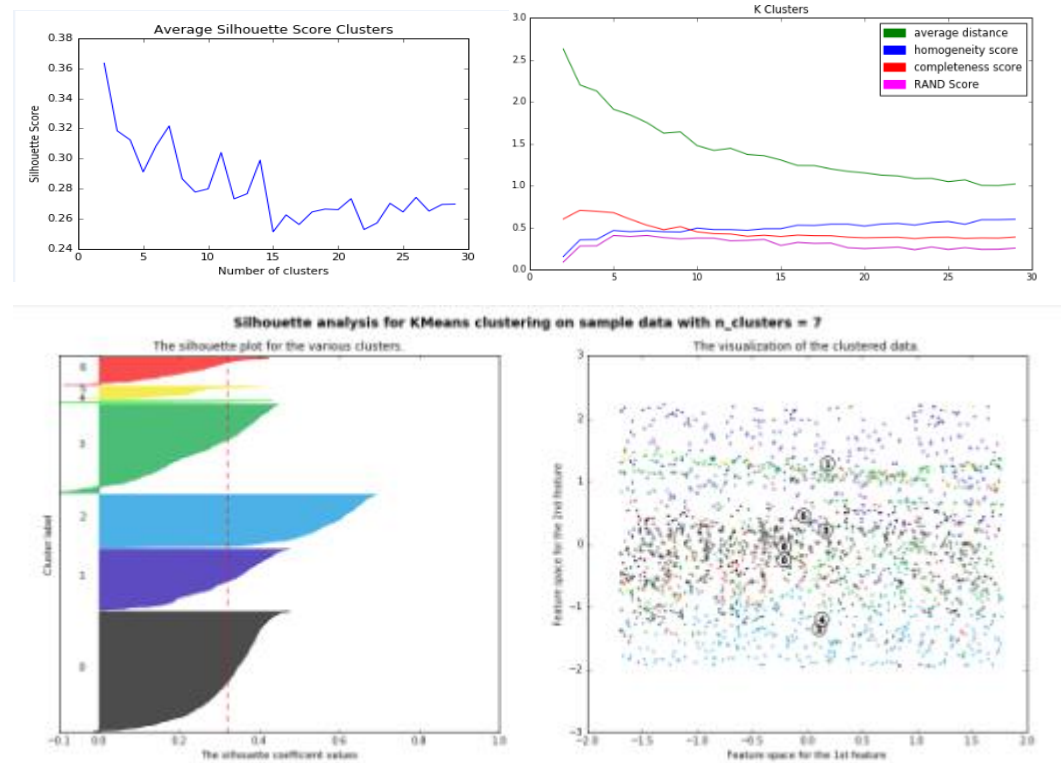 Average Silhouette Score Clusters
0.38
0.36
0.34
0.32
0.30
0.28
0.26
0.24
Silhouette Score
0 5 10 15 20 25 30
Number of clusters
K Clusters
3.0
2.5
2.0
1.5
1.0
0.5
0.0
average distance
homogeneity score
completeness score
RAND Score
0 5 10 15 20 25 30
Silhouette analysis for KMeans clustering on sample data with n_clusters = 7
The silhouette plot for the various clusters.
Cluster label
6
5
4
3
2
1
0
-0.1 0.0 0.2 0.4 0.6 0.8 1.0
The silhouette coefficient values
The visualization of the clustered data.
Feature space for the 2nd feature
3
2
1
0
−1
−2
−3
−2.0 −1.5 −1.0 −0.5 0.0 0.5 1.0 1.5 2.0
Feature space for the 1st feature